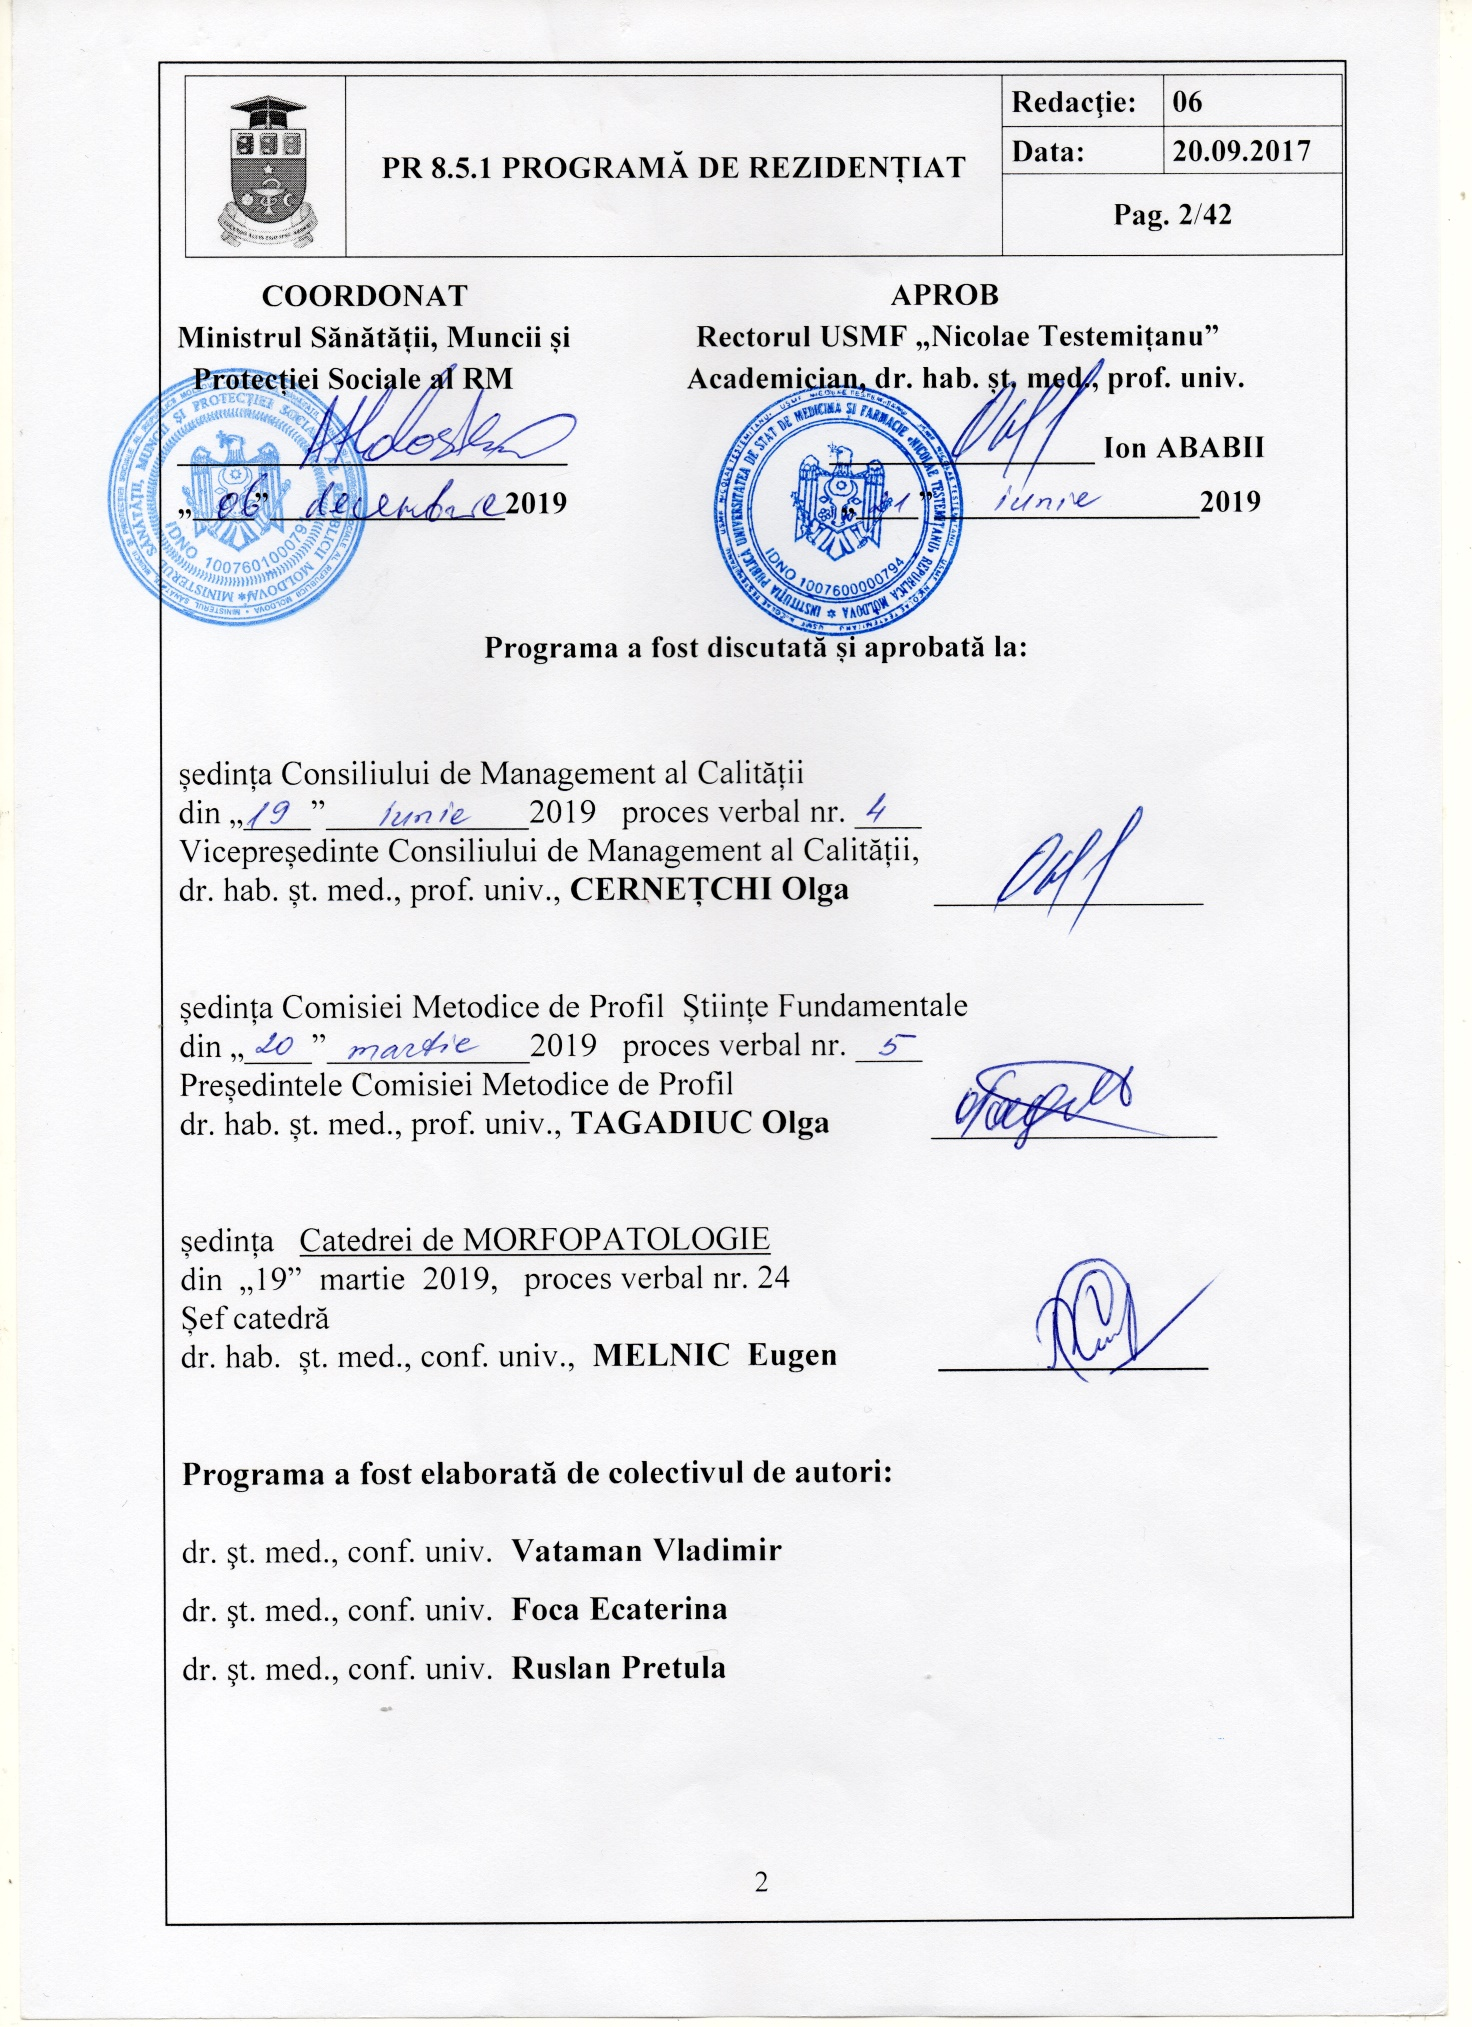 PR 8.5.1 PROGRAMĂ DE REZIDENȚIAT
Redacţie: 06
Data: 20.09.2017
Pag. 2/42
COORDONAT
Ministrul Sănătății, Muncii și
Protecției Sociale al RM
„06” decembrie 2019
APROB
Rectorul USMF „Nicolae Testemițanu”
Academician, dr. hab. șt. med., prof. univ.
Ion ABABII
„21” iunie 2019
IDNO 1007600000794
Programa a fost discutată și aprobată la:
ședința Consiliului de Management al Calității
din „19” iunie 2019 proces verbal nr. 4
Vicepreședinte Consiliului de Management al Calității,
dr. hab. șt. med., prof. univ., CERNEȚCHI Olga
ședința Comisiei Metodice de Profil Științe Fundamentale
din „20” martie 2019 proces verbal nr. 5
Președintele Comisiei Metodice de Profil
dr. hab. șt. med., prof. univ., TAGADIUC Olga
ședința Catedrei de MORFOPATOLOGIE
din „19” martie 2019, proces verbal nr. 24
Șef catedră
dr. hab. șt. med., conf. univ., MELNIC Eugen
Programa a fost elaborată de colectivul de autori:
dr. şt. med., conf. univ. Vataman Vladimir
dr. şt. med., conf. univ. Foca Ecaterina
dr. şt. med., conf. univ. Ruslan Pretula
2